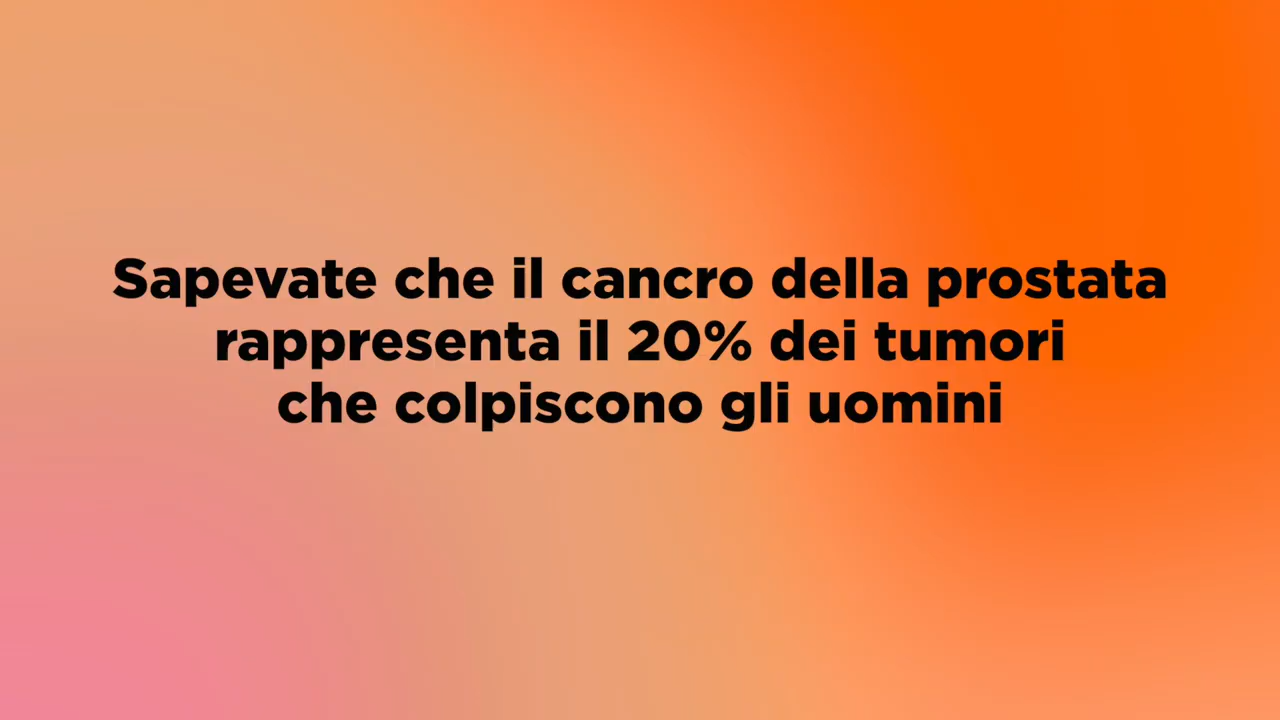 Sapevate che il cancro della prostata
rappresenta il 20% dei tumori
che colpiscono gli uomini